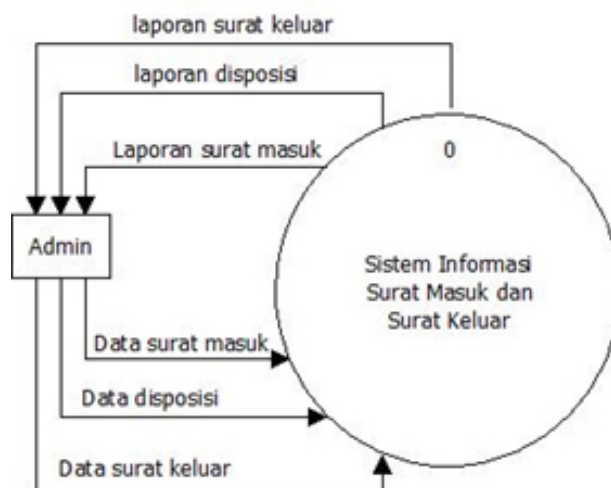 laporan surat keluar
laporan disposisi
Laporan surat masuk
0
Admin
Sistem Informasi
Surat Masuk dan
Surat Keluar
Data surat masuk
Data disposisi
Data surat keluar